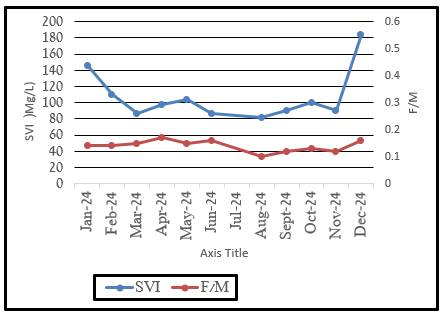 200
180
160
140
120
100
80
60
40
20
0
SVI )Mg/L)
0.6
0.5
0.4
0.3
0.2
0.1
0
F/M
Jan-24
Feb-24
Mar-24
Apr-24
May-24
Jun-24
Jul-24
Aug-24
Sept-24
Oct-24
Nov-24
Dec-24
Axis Title
SVI F/M